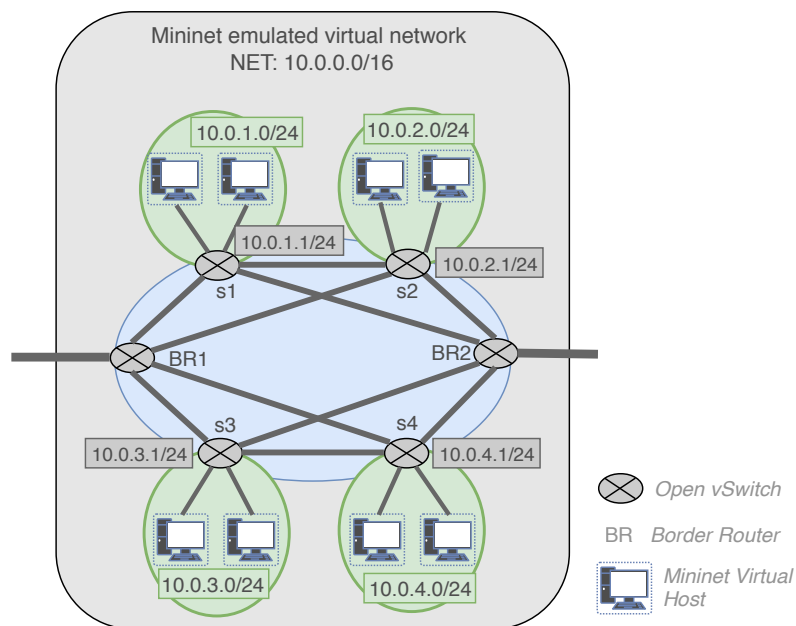 Mininet emulated virtual network
NET: 10.0.0.0/16
10.0.1.0/24
10.0.2.0/24
10.0.1.1/24
10.0.2.1/24
s1
s2
BR1
BR2
s3
s4
10.0.3.1/24
10.0.4.1/24
10.0.3.0/24
10.0.4.0/24
Open vSwitch
BR Border Router
Mininet Virtual
Host